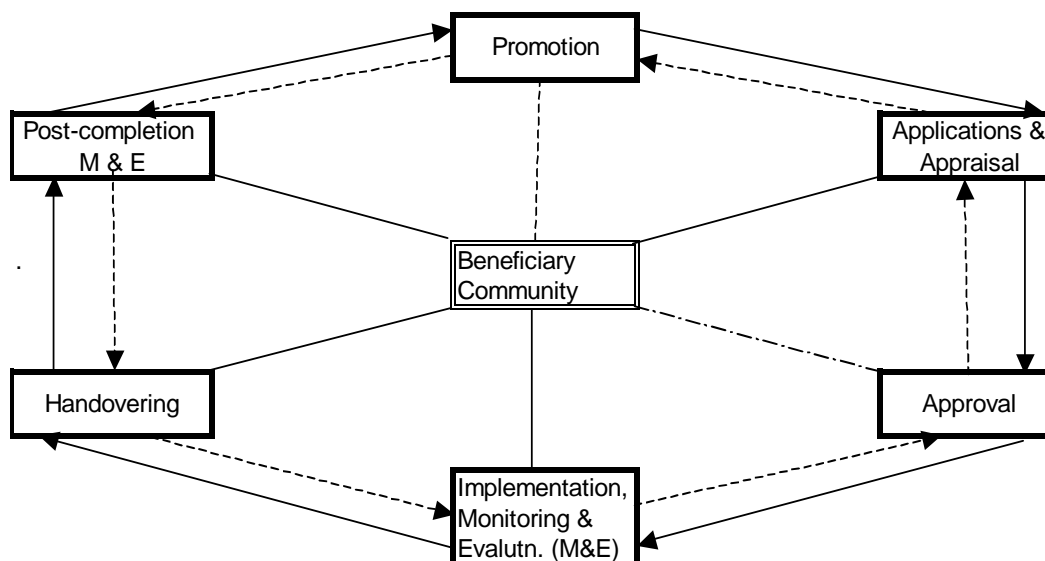 Promotion
Post-completion
M & E
Applications &
Appraisal
Beneficiary
Community
Handovering
Approval
Implementation,
Monitoring &
Evalutn. (M&E)